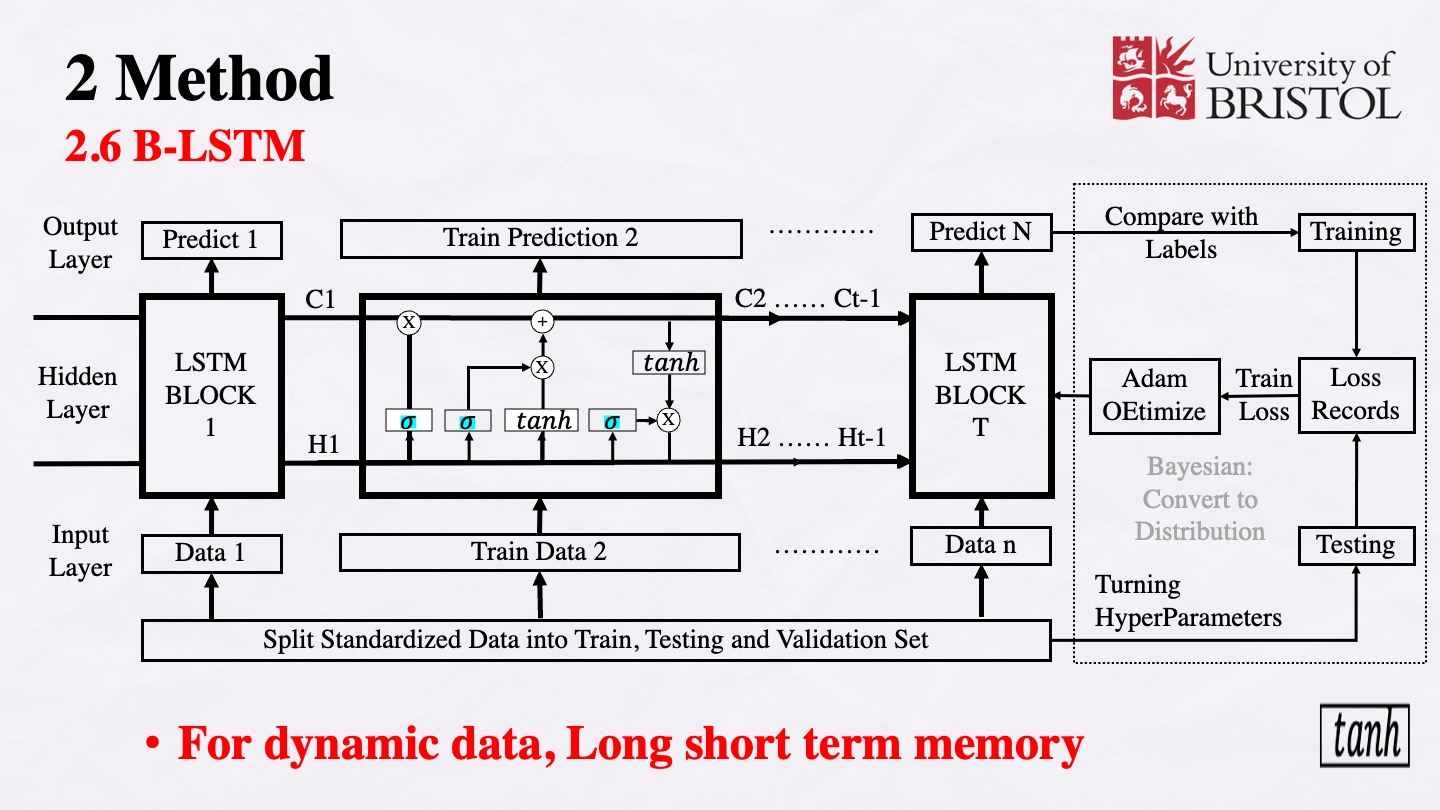 2 Method
2.6 B-LSTM
University of
BRISTOL
Output
Layer
Predict 1
Train Prediction 2
…………
Predict N
Compare with
Labels
Training
C1
C2 …… Ct-1
Hidden
Layer
LSTM
BLOCK
1
X
+
X
tanh
σ
σ
tanh
σ
X
LSTM
BLOCK
T
Adam
OEtimize
Train
Loss
Loss
Records
H1
H2 …… Ht-1
Bayesian:
Convert to
Distribution
Input
Layer
Data 1
Train Data 2
…………
Data n
Testing
Turning
HyperParameters
Split Standardized Data into Train, Testing and Validation Set
• For dynamic data, Long short term memory
tanh